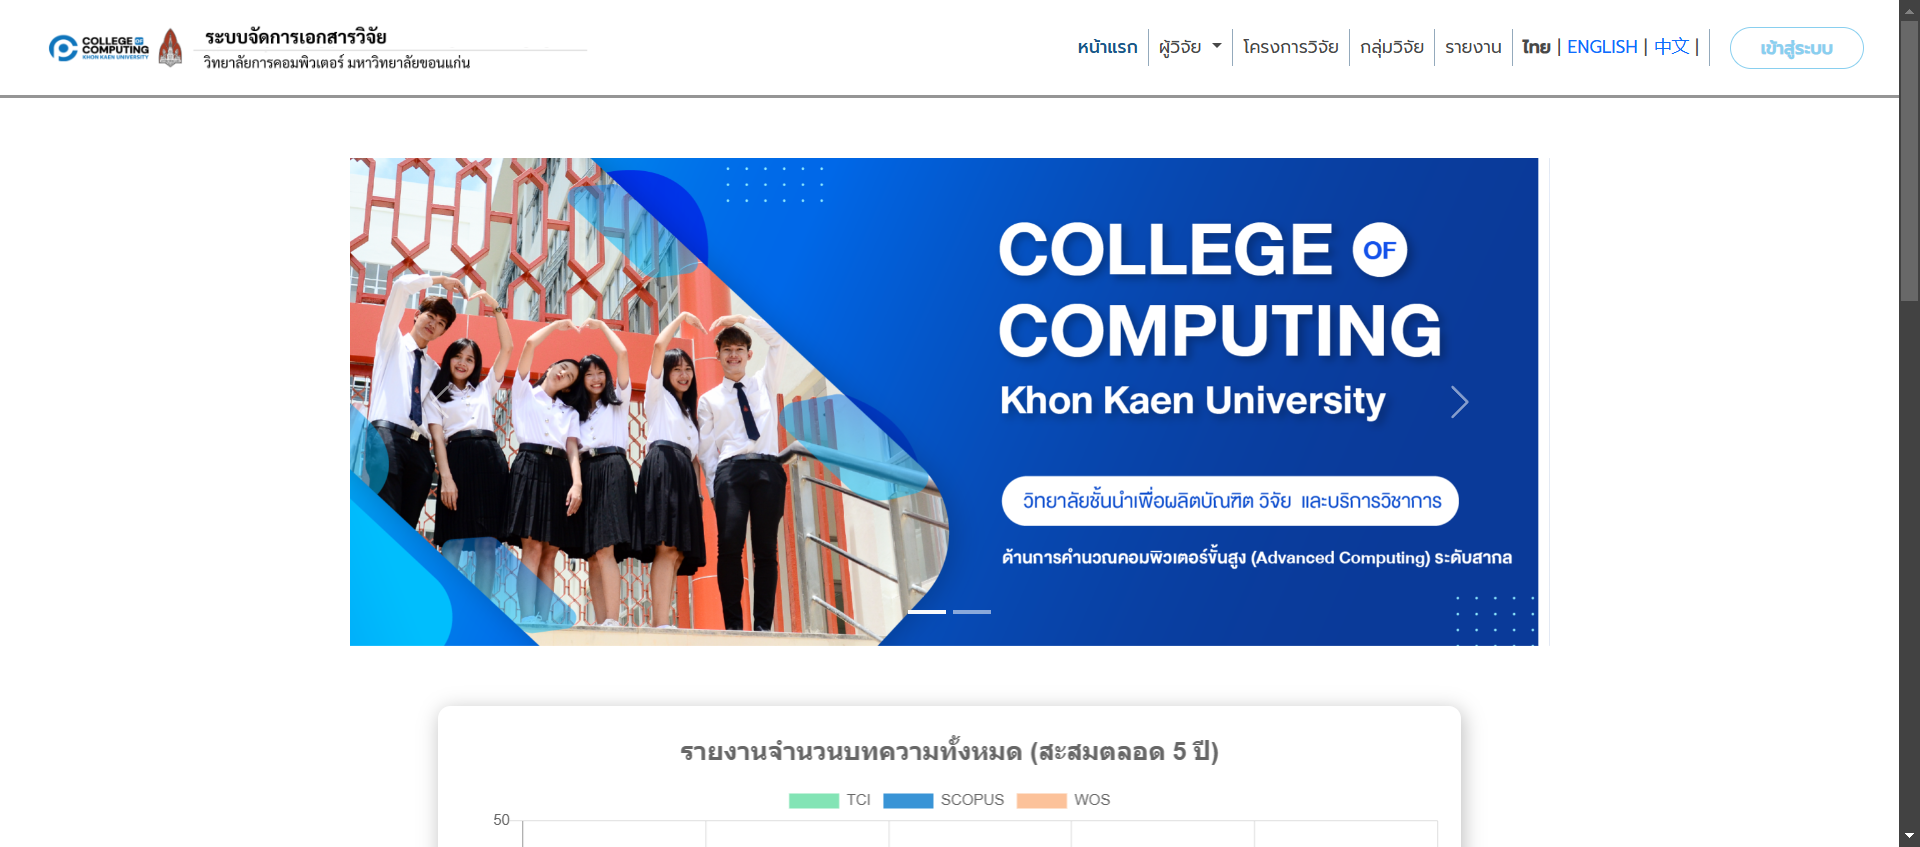 COLLEGE OF
COMPUTING
KHON KAEN UNIVERSITY
ระบบจัดการเอกสารวิจัย
วิทยาลัยการคอมพิวเตอร์ มหาวิทยาลัยขอนแก่น
หน้าแรก ผู้วิจัย โครงการวิจัย กลุ่มวิจัย รายงาน ไทย | ENGLISH | 中文 | เข้าสู่ระบบ
COLLEGE OF
COMPUTING
Khon Kaen University
วิทยาลัยชั้นนำเพื่อผลิตบัณฑิต วิจัย และบริการวิชาการ
ด้านการคำนวณคอมพิวเตอร์ขั้นสูง (Advanced Computing) ระดับสากล
รายงานจำนวนบทความทั้งหมด (สะสมตลอด 5 ปี)
TCI SCOPUS WOS
50